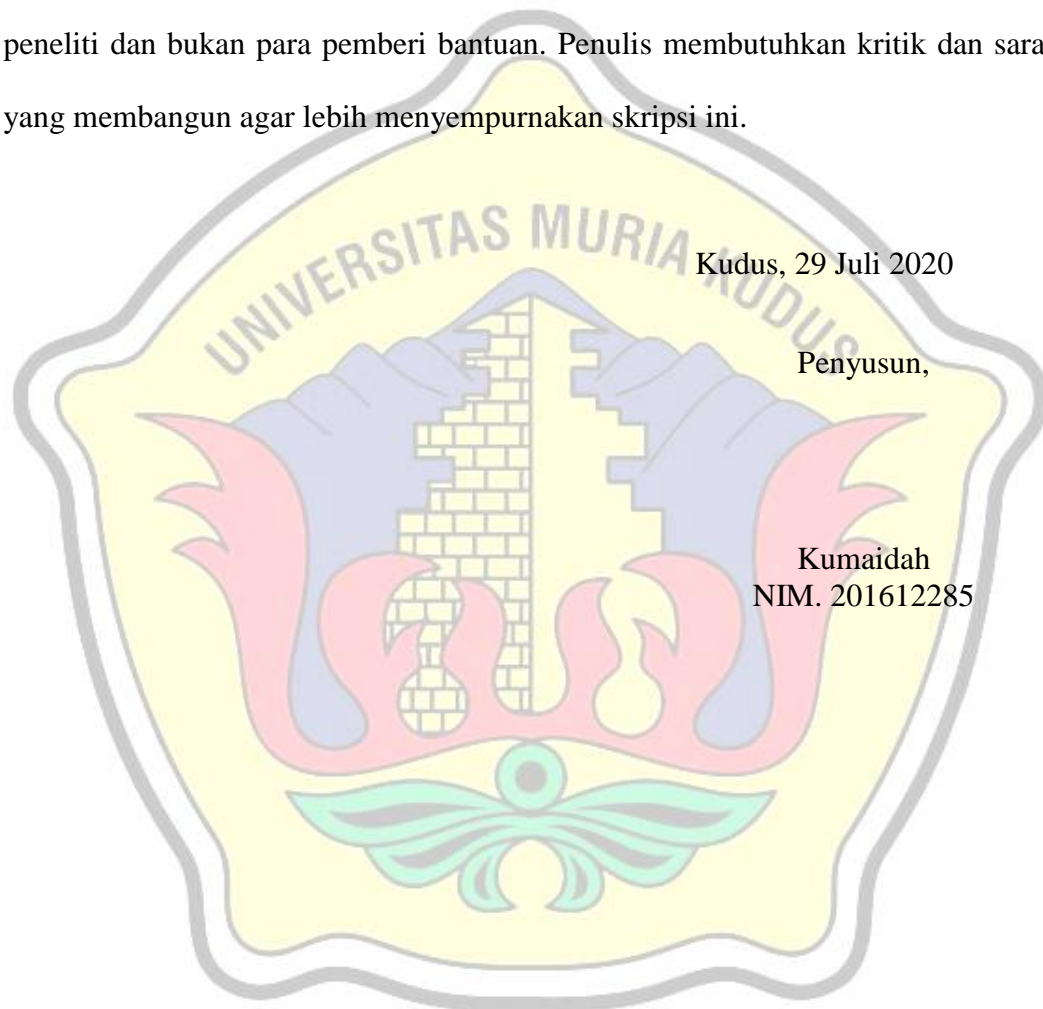 peneliti dan bukan para pemberi bantuan. Penulis membutuhkan kritik dan sara
yang membangun agar lebih menyempurnakan skripsi ini.
UNIVERSITAS MURIA KUDUS
Kudus, 29 Juli 2020
Penyusun,
Kumaidah
NIM. 201612285